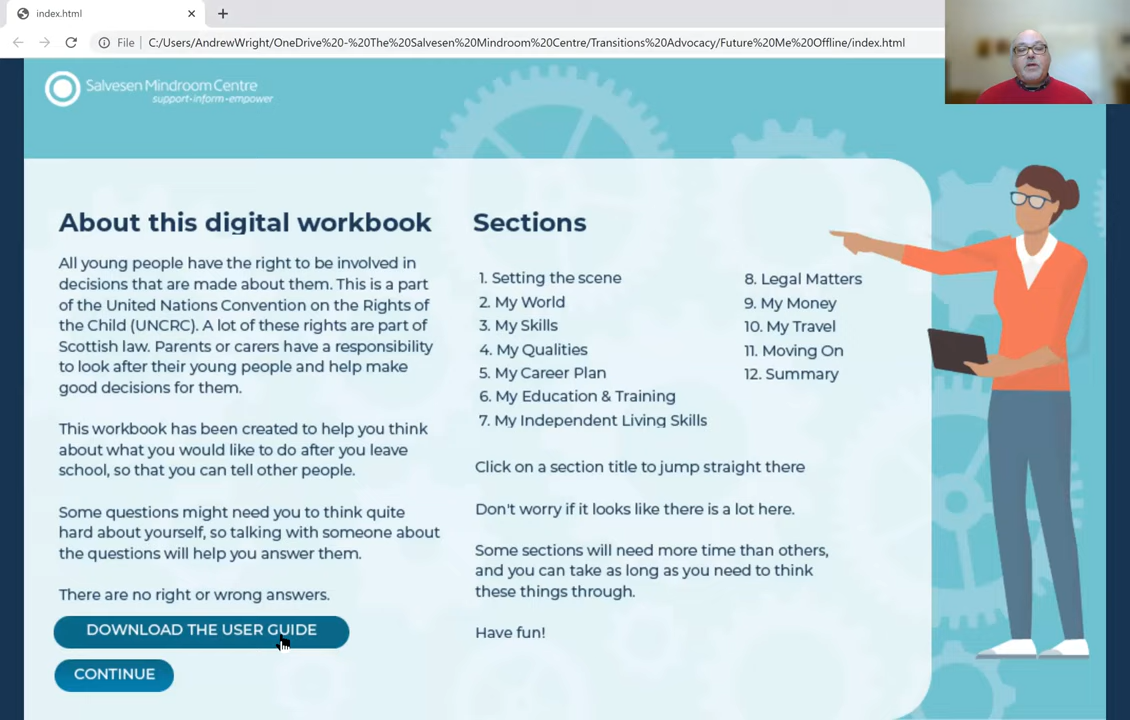 index.html
File
C:/Users/AndrewWright/OneDrive%20-%20The%20Salvesen%20Mindroom%20Centre/Transitions%20Advocacy/Future%20Me%20Offline/index.html
Salvesen Mindroom Centre
support•inform•empower
About this digital workbook
All young people have the right to be involved in
decisions that are made about them. This is a part
of the United Nations Convention on the Rights of
the Child (UNCRC). A lot of these rights are part of
Scottish law. Parents or carers have a responsibility
to look after their young people and help make
good decisions for them.
This workbook has been created to help you think
about what you would like to do after you leave
school, so that you can tell other people.
Some questions might need you to think quite
hard about yourself, so talking with someone about
the questions will help you answer them.
There are no right or wrong answers.
DOWNLOAD THE USER GUIDE
CONTINUE
Sections
1. Setting the scene
2. My World
3. My Skills
4. My Qualities
5. My Career Plan
6. My Education & Training
7. My Independent Living Skills
8. Legal Matters
9. My Money
10. My Travel
11. Moving On
12. Summary
Click on a section title to jump straight there
Don't worry if it looks like there is a lot here.
Some sections will need more time than others,
and you can take as long as you need to think
these things through.
Have fun!